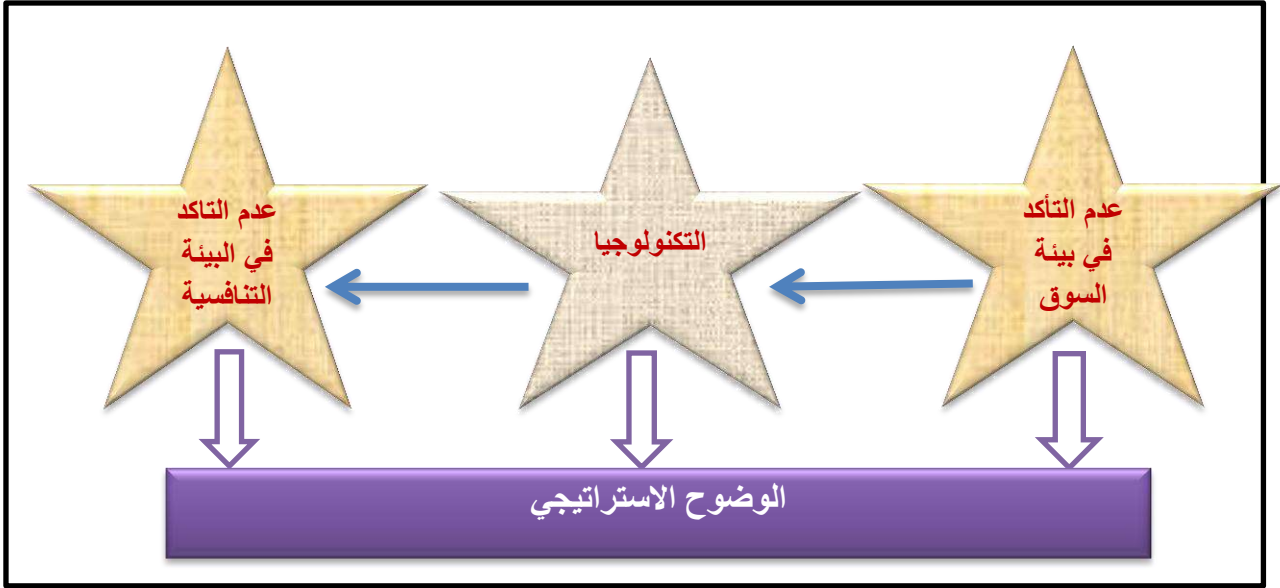 عدم التأكد
في بيئة
السوق
التكنولوجيا
عدم التاكد
في البيئة
التنافسية
الوضوح الاستراتيجي